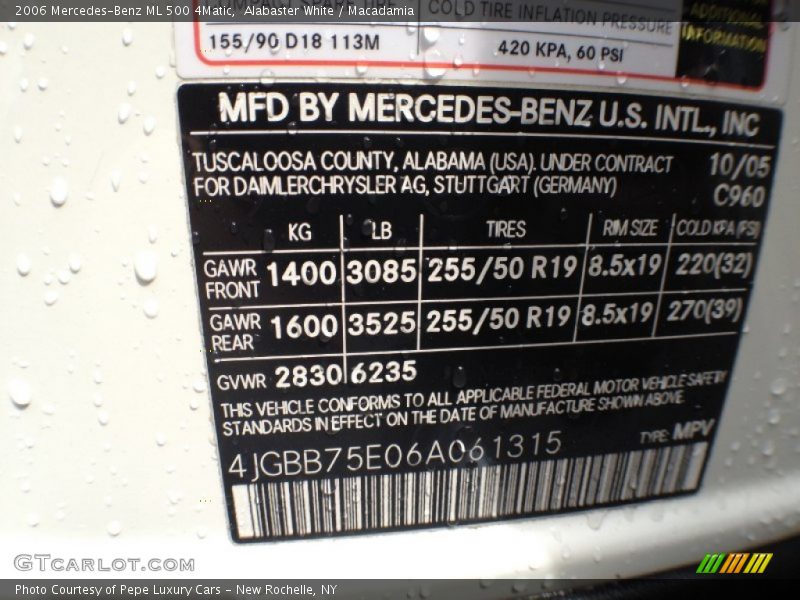 2006 Mercedes-Benz ML 500 4Matic, Alabaster White / Macadamia
COLD TIRE INFLATION PRESSURE
ADDITIONAL
INFORMATION
155/90 D18 113M
420 KPA, 60 PSI
MFD BY MERCEDES-BENZ U.S. INTL., INC
TUSCALOOSA COUNTY, ALABAMA (USA). UNDER CONTRACT 10/05
FOR DAIMLERCHRYSLER AG, STUTTGART (GERMANY) C960
KG LB TIRES RIM SIZE COLD KPA (PSI)
GAWR FRONT 1400 3085 255/50 R19 8.5x19 220(32)
GAWR REAR 1600 3525 255/50 R19 8.5x19 270(39)
GVWR 2830 6235
THIS VEHICLE CONFORMS TO ALL APPLICABLE FEDERAL MOTOR VEHICLE SAFETY
STANDARDS IN EFFECT ON THE DATE OF MANUFACTURE SHOWN ABOVE.
4JGBB75E06A061315 TYPE: MPV
GTCARLOT.COM
Photo Courtesy of Pepe Luxury Cars - New Rochelle, NY